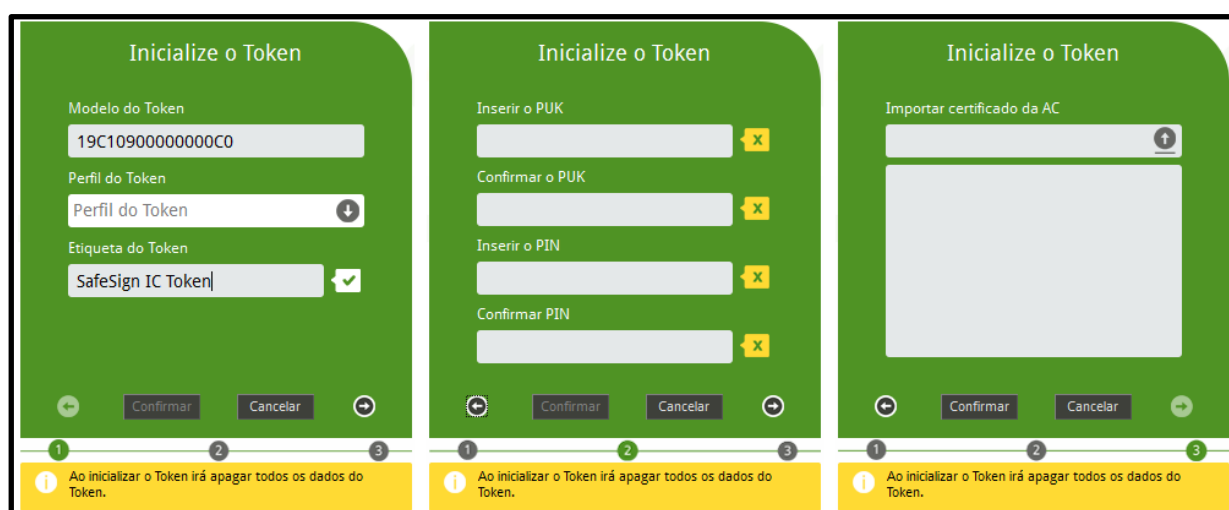 Inicialize o Token
Modelo do Token
19C10900000000C0
Perfil do Token
Perfil do Token
Etiqueta do Token
SafeSign IC Token
Confirmar
Cancelar
1
2
3
Ao inicializar o Token irá apagar todos os dados do
Token.
Inicialize o Token
Inserir o PUK
X
Confirmar o PUK
X
Inserir o PIN
X
Confirmar PIN
X
Confirmar
Cancelar
1
2
3
Ao inicializar o Token irá apagar todos os dados do
Token.
Inicialize o Token
Importar certificado da AC
Confirmar
Cancelar
1
2
3
Ao inicializar o Token irá apagar todos os dados do
Token.